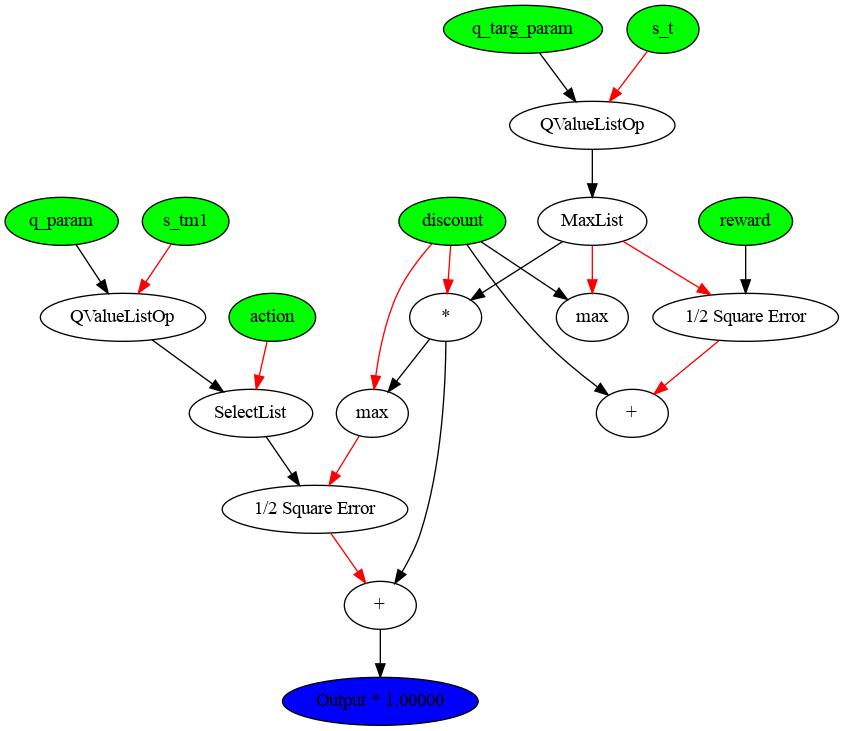 q_targ_param
s_t
QValueListOp
q_param
s_tm1
discount
MaxList
reward
QValueListOp
action
*
max
1/2 Square Error
SelectList
max
+
1/2 Square Error
+
Output * 1.00000